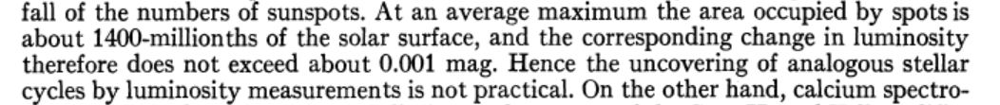 fall of the numbers of sunspots. At an average maximum the area occupied by spots is
about 1400-millionths of the solar surface, and the corresponding change in luminosity
therefore does not exceed about 0.001 mag. Hence the uncovering of analogous stellar
cycles by luminosity measurements is not practical. On the other hand, calcium spectro-